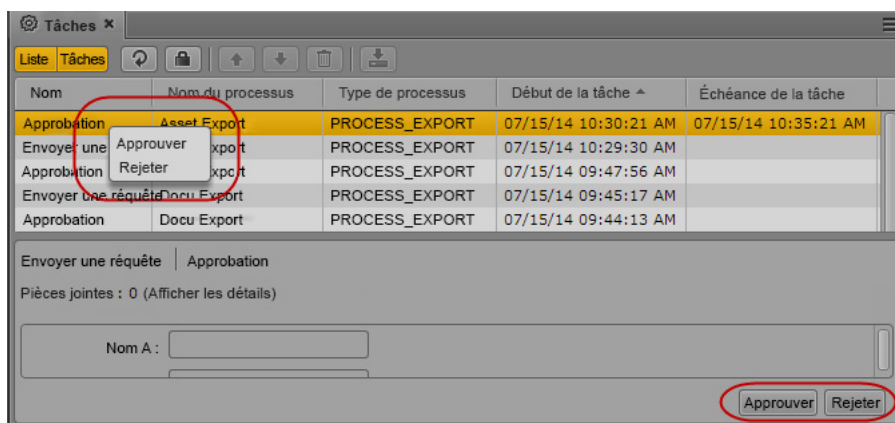 Tâches ×
Liste Tâches
Nom Nom du processus Type de processus Début de la tâche Échéance de la tâche
Approbation Asset Export PROCESS_EXPORT 07/15/14 10:30:21 AM 07/15/14 10:35:21 AM
Envoyer une PROCESS_EXPORT 07/15/14 10:29:30 AM
Approuver
Rejeter
Approbation PROCESS_EXPORT 07/15/14 09:47:56 AM
Envoyer une réquête Docu Export PROCESS_EXPORT 07/15/14 09:45:17 AM
Approbation Docu Export PROCESS_EXPORT 07/15/14 09:44:13 AM
Envoyer une réquête Approbation
Pièces jointes : 0 (Afficher les détails)
Nom A :
Approuver Rejeter